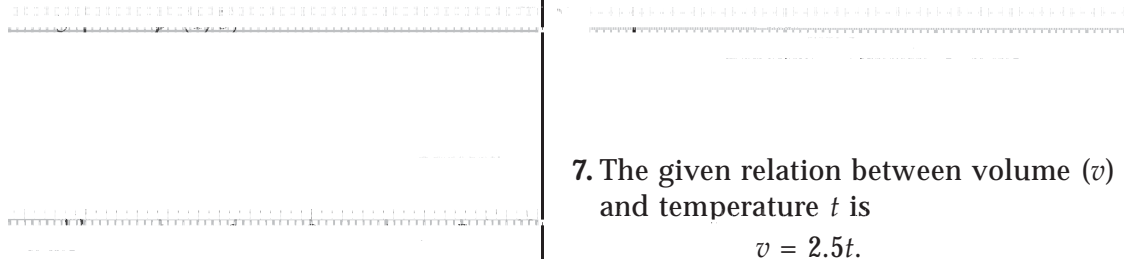 7. The given relation between volume (v)
and temperature t is
v = 2.5t.